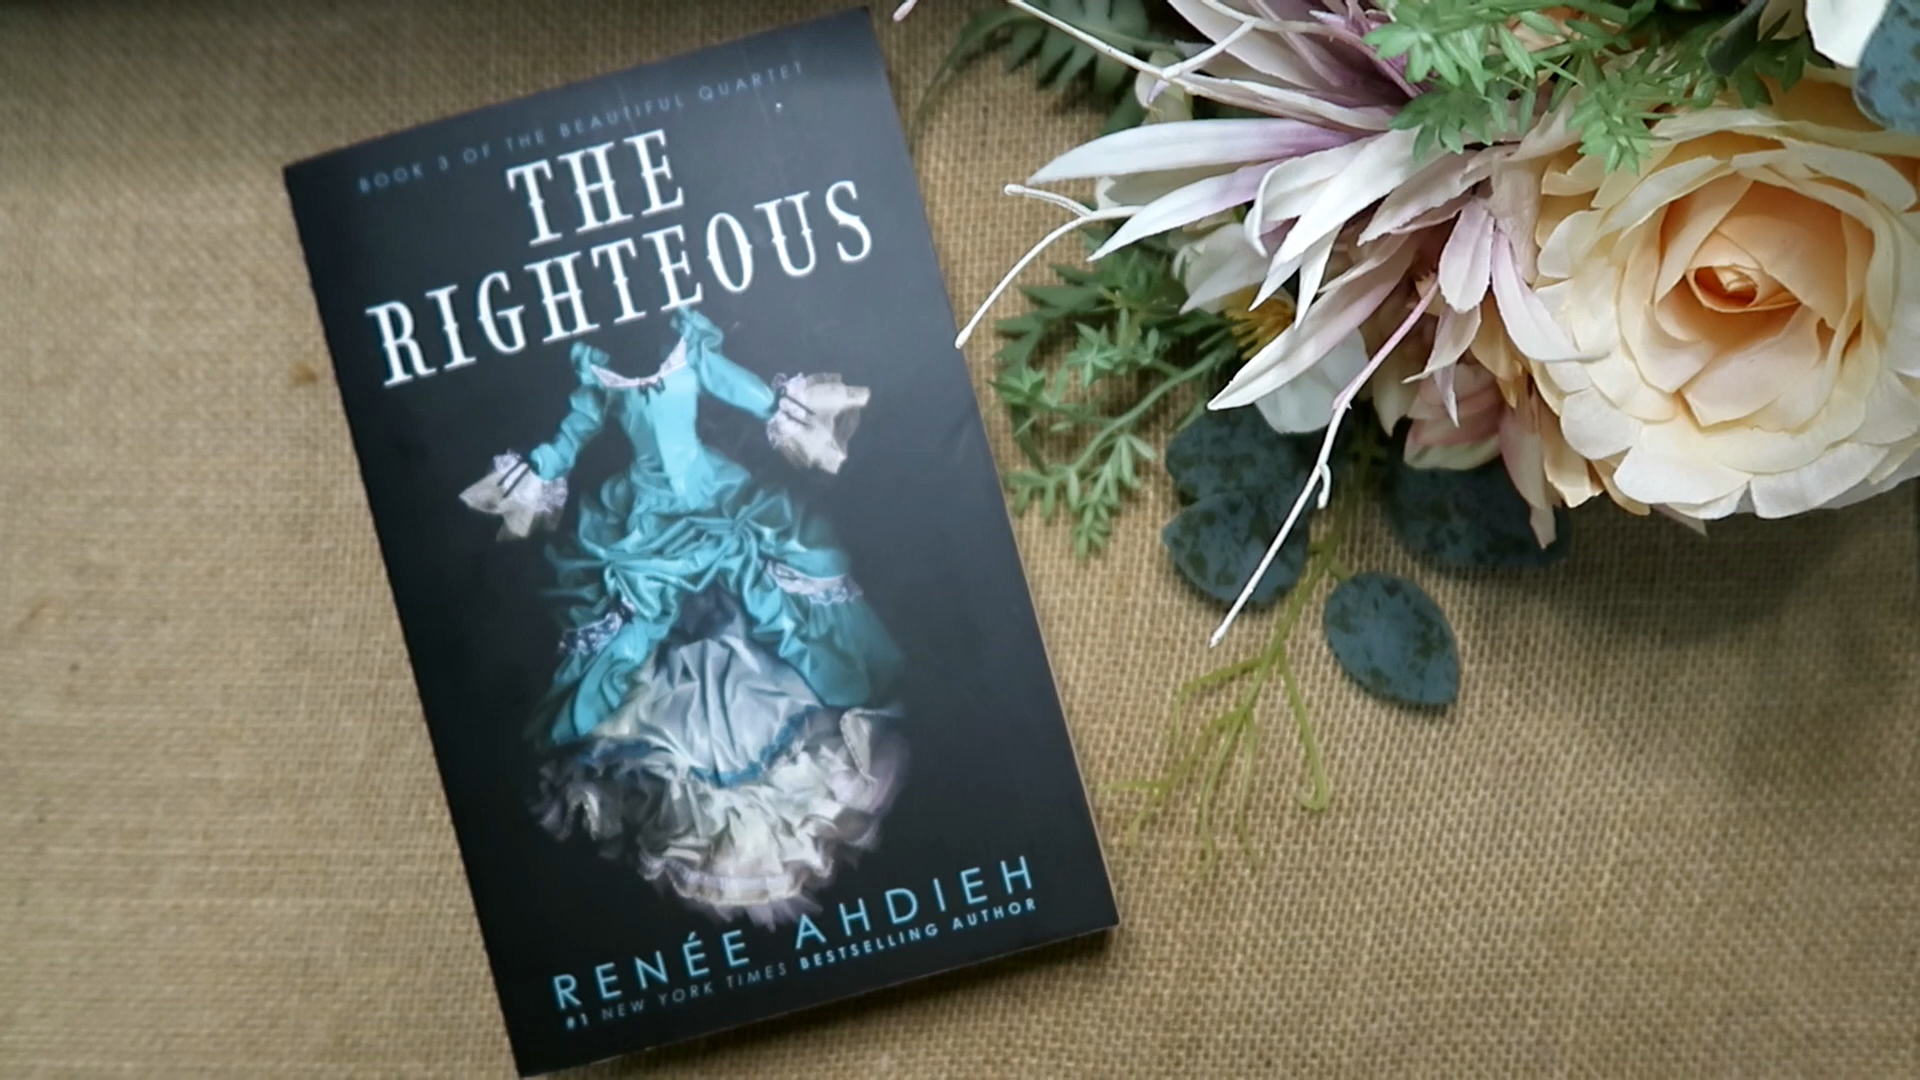 BOOK 3 OF THE BEAUTIFUL QUARTET
THE
RIGHTEOUS
RENÉE AHDIEH
#1 NEW YORK TIMES BESTSELLING AUTHOR